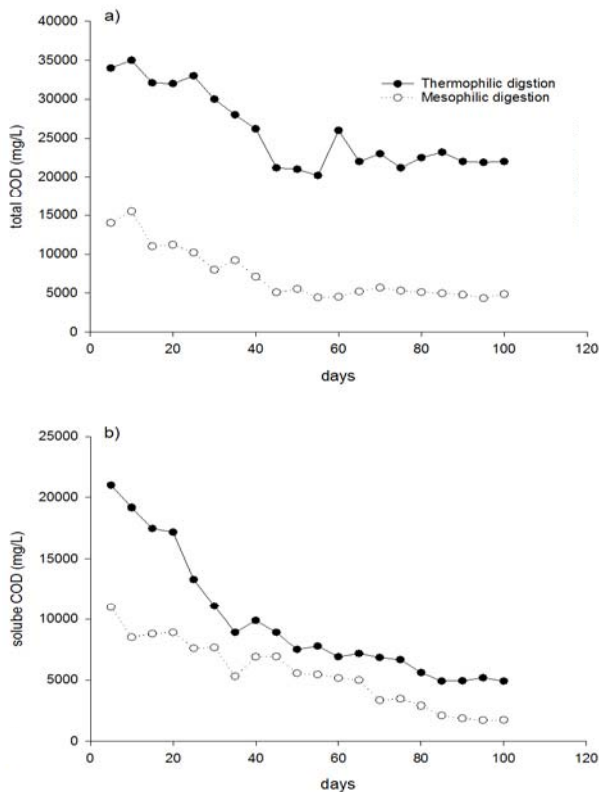 a)
40000
35000
30000
25000
20000
15000
10000
5000
0
total COD (mg/L)
Thermophilic digstion
Mesophilic digestion
0 20 40 60 80 100 120
days
b)
25000
20000
15000
10000
5000
0
solube COD (mg/L)
0 20 40 60 80 100 120
days